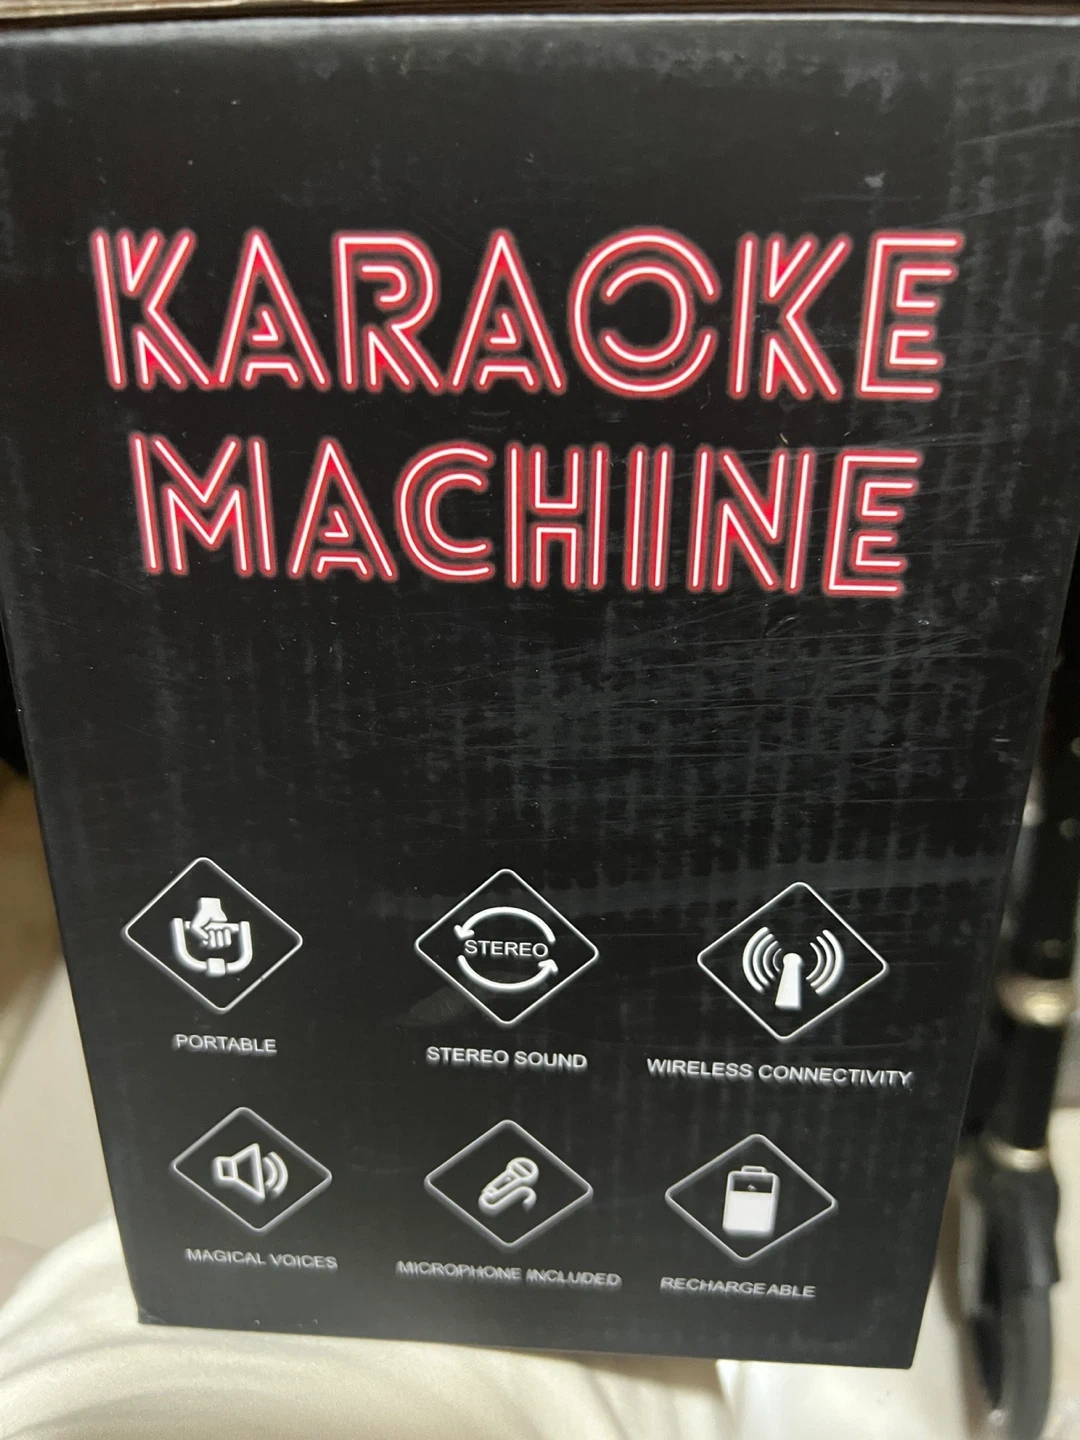 KARAOKE
MACHINE
STEREO
PORTABLE
STEREO SOUND
WIRELESS CONNECTIVITY
MAGICAL VOICES
MICROPHONE INCLUDED
RECHARGEABLE